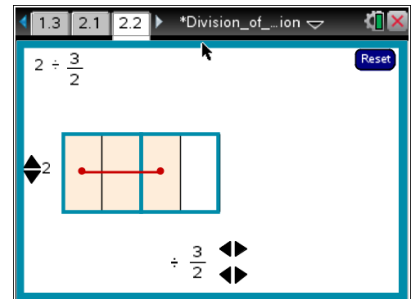 1.3 2.1 2.2 *Division_of_...ion
Reset
2 ÷ 3/2
2
÷ 3/2